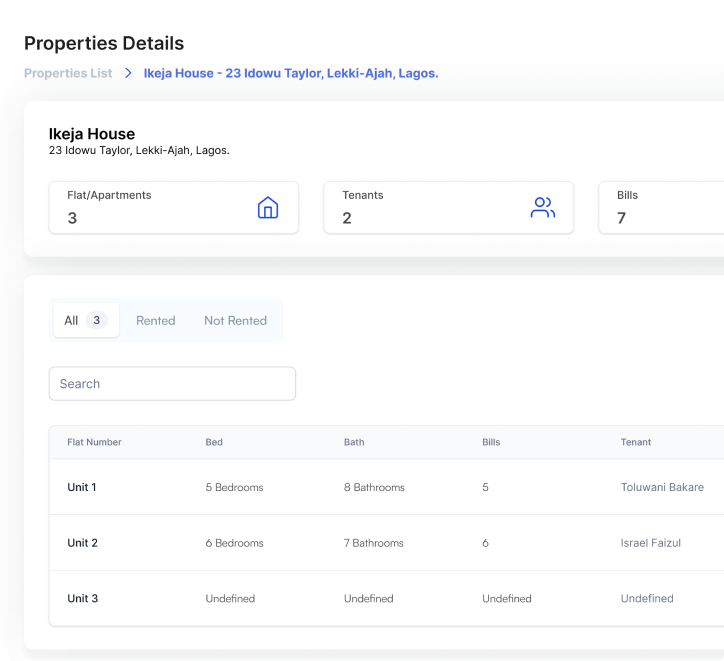 Properties Details
Properties List > Ikeja House - 23 Idowu Taylor, Lekki-Ajah, Lagos.
Ikeja House
23 Idowu Taylor, Lekki-Ajah, Lagos.
Flat/Apartments Tenants Bills
3 2 7
All 3 Rented Not Rented
Search
Flat Number Bed Bath Bills Tenant
Unit 1 5 Bedrooms 8 Bathrooms 5 Toluwani Bakare
Unit 2 6 Bedrooms 7 Bathrooms 6 Israel Faizul
Unit 3 Undefined Undefined Undefined Undefined